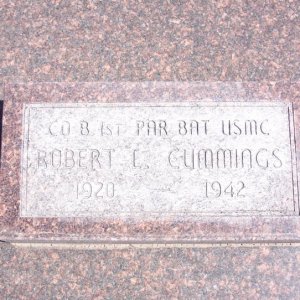 CO B 1ST PAR BAT USMC
ROBERT L. CUMMINGS
1920 — 1942